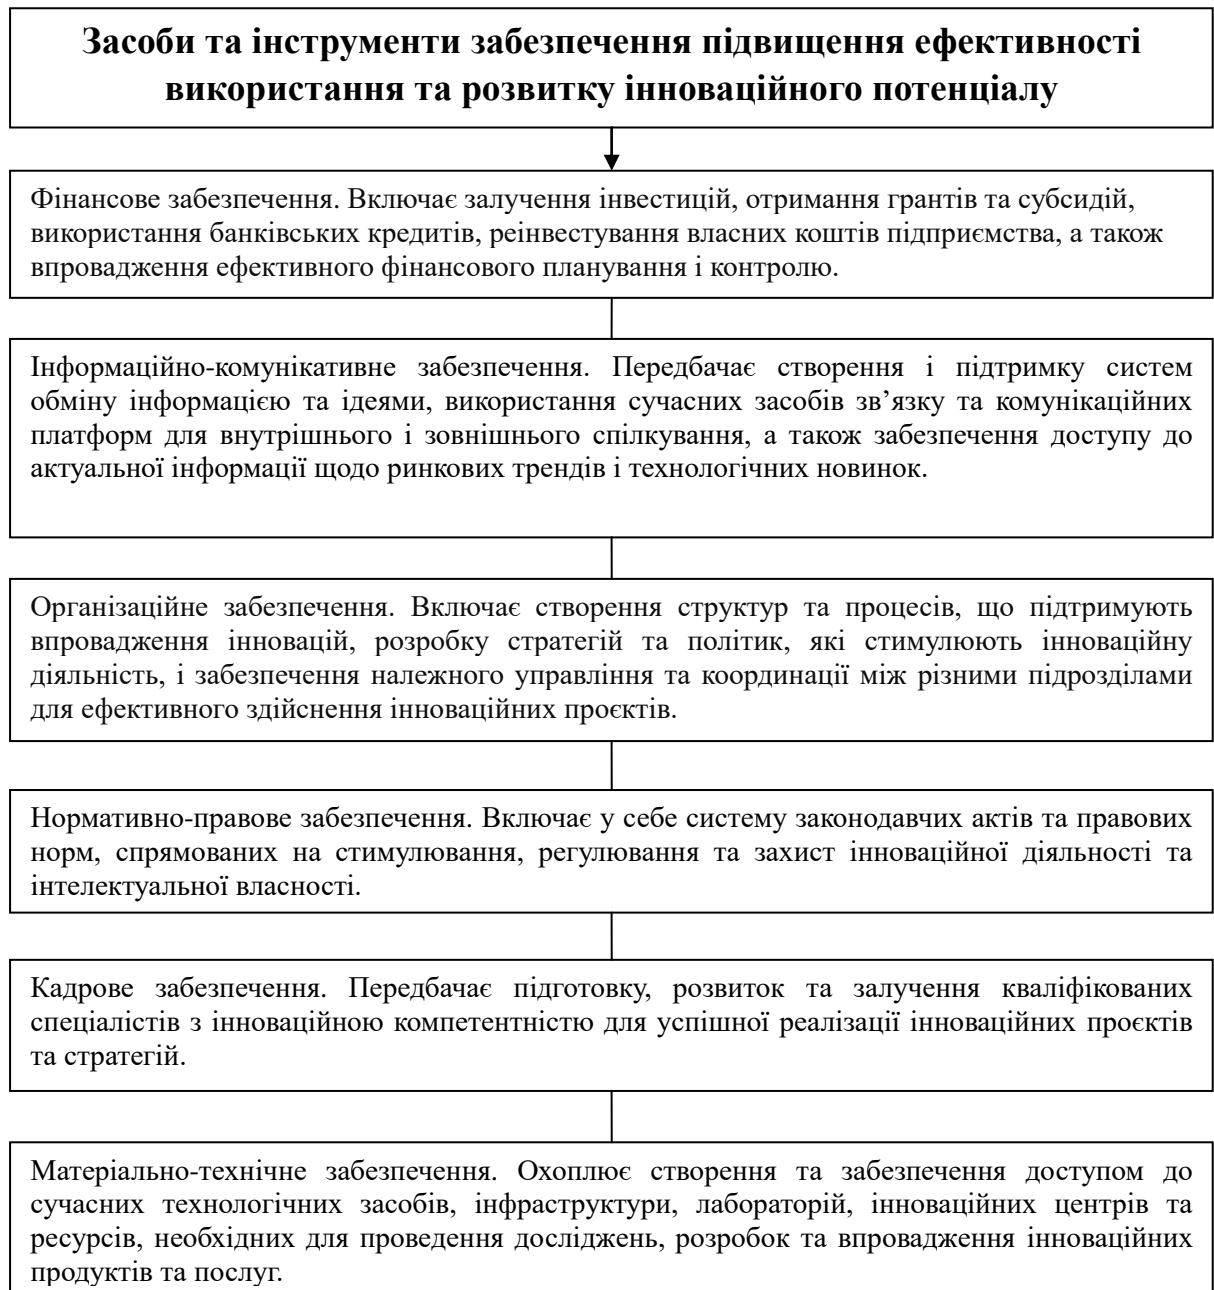 Засоби та інструменти забезпечення підвищення ефективності
використання та розвитку інноваційного потенціалу
Фінансове забезпечення. Включає залучення інвестицій, отримання грантів та субсидій,
використання банківських кредитів, реінвестування власних коштів підприємства, а також
впровадження ефективного фінансового планування і контролю.
Інформаційно-комунікативне забезпечення. Передбачає створення і підтримку систем
обміну інформацією та ідеями, використання сучасних засобів зв’язку та комунікаційних
платформ для внутрішнього і зовнішнього спілкування, а також забезпечення доступу до
актуальної інформації щодо ринкових трендів і технологічних новинок.
Організаційне забезпечення. Включає створення структур та процесів, що підтримують
впровадження інновацій, розробку стратегій та політик, які стимулюють інноваційну
діяльність, і забезпечення належного управління та координації між різними підрозділами
для ефективного здійснення інноваційних проєктів.
Нормативно-правове забезпечення. Включає у себе систему законодавчих актів та правових
норм, спрямованих на стимулювання, регулювання та захист інноваційної діяльності та
інтелектуальної власності.
Кадрове забезпечення. Передбачає підготовку, розвиток та залучення кваліфікованих
спеціалістів з інноваційною компетентністю для успішної реалізації інноваційних проєктів
та стратегій.
Матеріально-технічне забезпечення. Охоплює створення та забезпечення доступом до
сучасних технологічних засобів, інфраструктури, лабораторій, інноваційних центрів та
ресурсів, необхідних для проведення досліджень, розробок та впровадження інноваційних
продуктів та послуг.